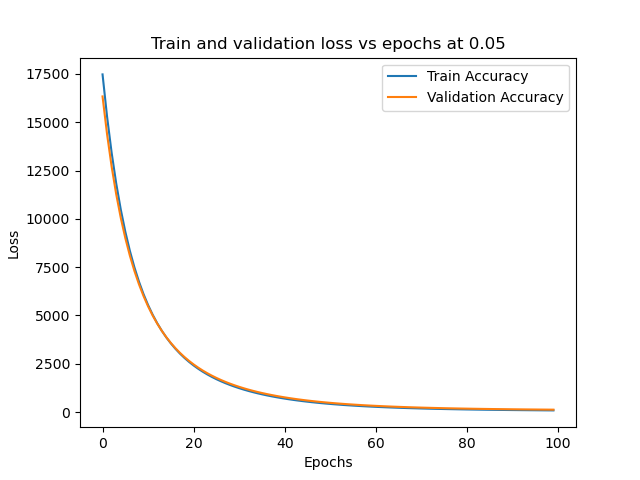 Train and validation loss vs epochs at 0.05
Train Accuracy
Validation Accuracy
17500
15000
12500
10000
7500
5000
2500
0
Loss
0 20 40 60 80 100
Epochs